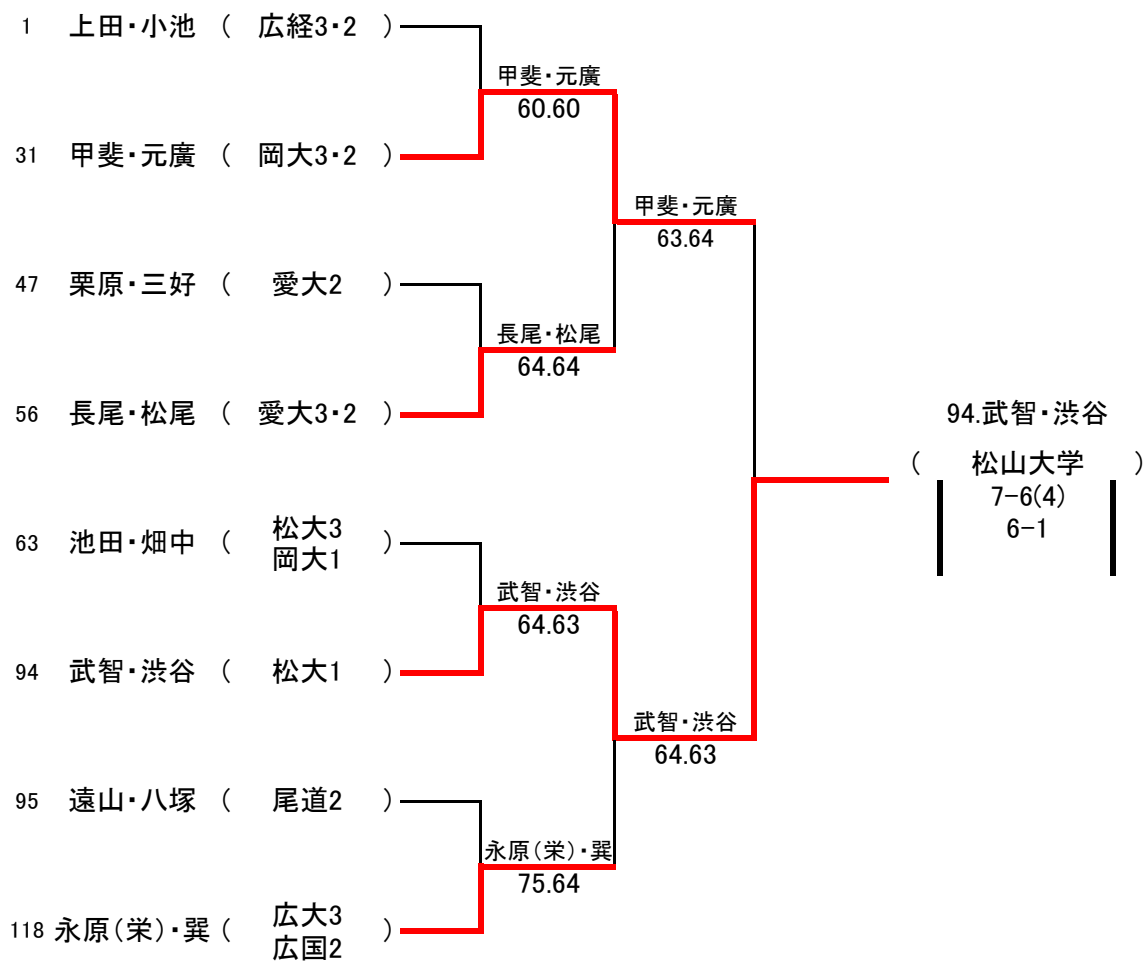 1 上田・小池 ( 広経3・2 )
甲斐・元廣
60.60
31 甲斐・元廣 ( 岡大3・2 )
甲斐・元廣
63.64
47 栗原・三好 ( 愛大2 )
長尾・松尾
64.64
56 長尾・松尾 ( 愛大3・2 )
94.武智・渋谷
( 松山大学 )
7-6(4)
6-1
63 池田・畑中 ( 松大3
岡大1 )
武智・渋谷
64.63
94 武智・渋谷 ( 松大1 )
武智・渋谷
64.63
95 遠山・八塚 ( 尾道2 )
永原(栄)・巽
75.64
118 永原(栄)・巽 ( 広大3
広国2 )